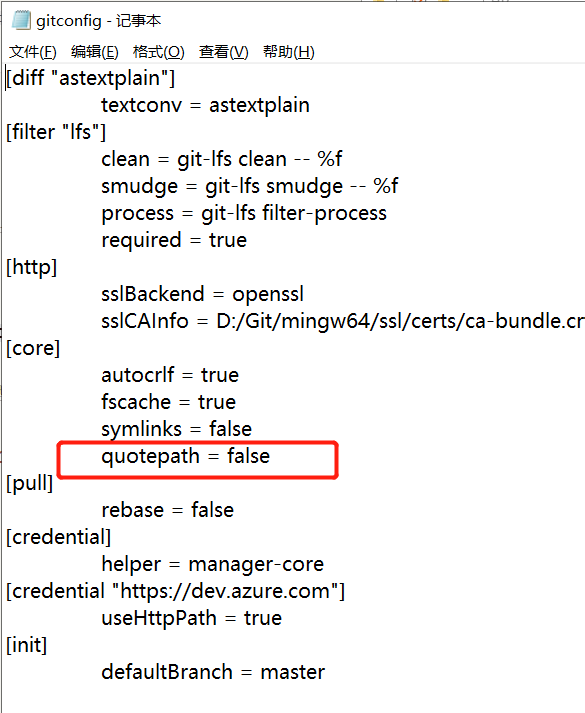 gitconfig - 记事本
文件(F) 编辑(E) 格式(O) 查看(V) 帮助(H)
[diff "astextplain"]
textconv = astextplain
[filter "lfs"]
clean = git-lfs clean -- %f
smudge = git-lfs smudge -- %f
process = git-lfs filter-process
required = true
[http]
sslBackend = openssl
sslCAInfo = D:/Git/mingw64/ssl/certs/ca-bundle.cr
[core]
autocrlf = true
fscache = true
symlinks = false
quotepath = false
[pull]
rebase = false
[credential]
helper = manager-core
[credential "https://dev.azure.com"]
useHttpPath = true
[init]
defaultBranch = master